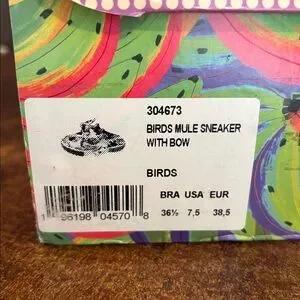 304673
BIRDS MULE SNEAKER
WITH BOW
BIRDS
BRA USA EUR
36½ 7,5 38,5
1 96198 04570 8